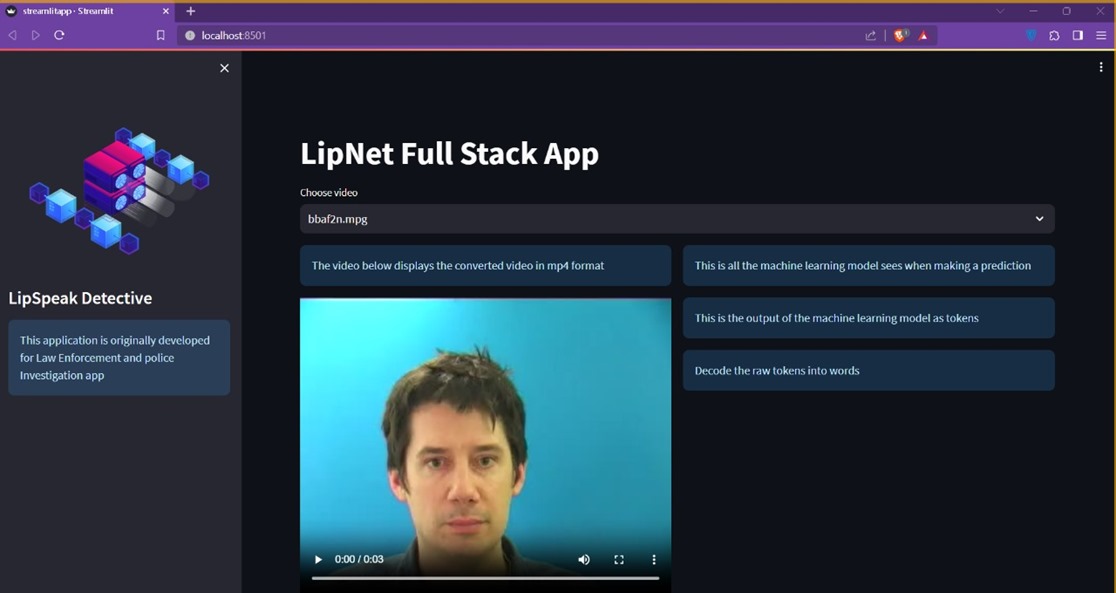 streamlitapp · Streamlit
localhost:8501
LipSpeak Detective
This application is originally developed
for Law Enforcement and police
Investigation app
LipNet Full Stack App
Choose video
bbaf2n.mpg
The video below displays the converted video in mp4 format
0:00 / 0:03
This is all the machine learning model sees when making a prediction
This is the output of the machine learning model as tokens
Decode the raw tokens into words